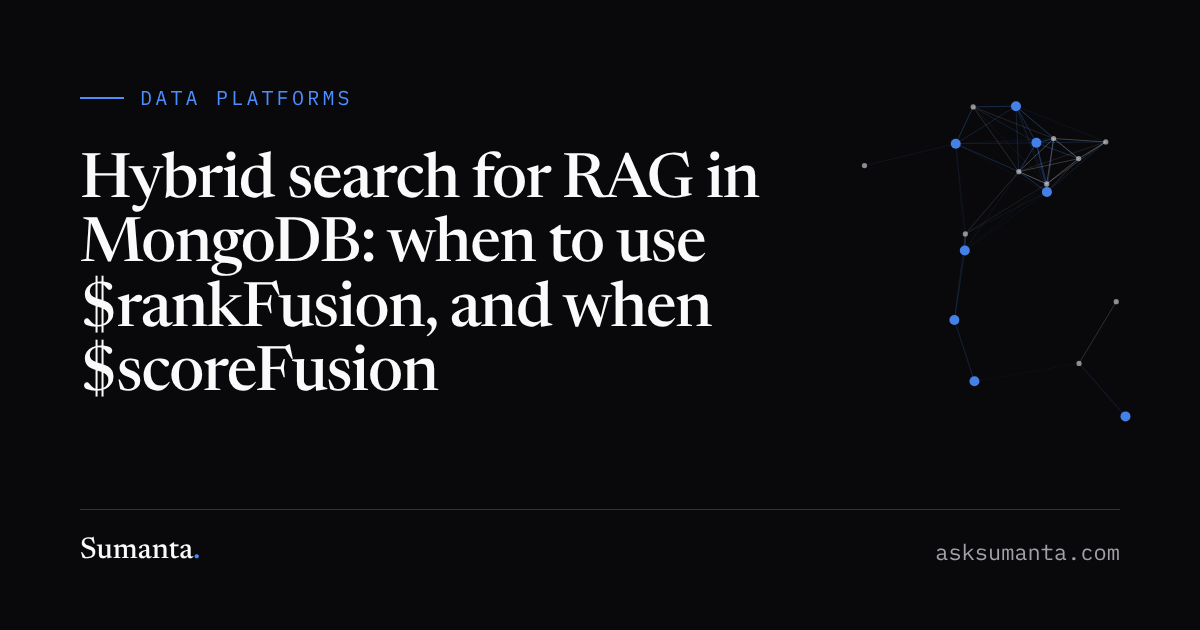 DATA PLATFORMS
Hybrid search for RAG in
MongoDB: when to use
$rankFusion, and when
$scoreFusion
Sumanta.
asksumanta.com